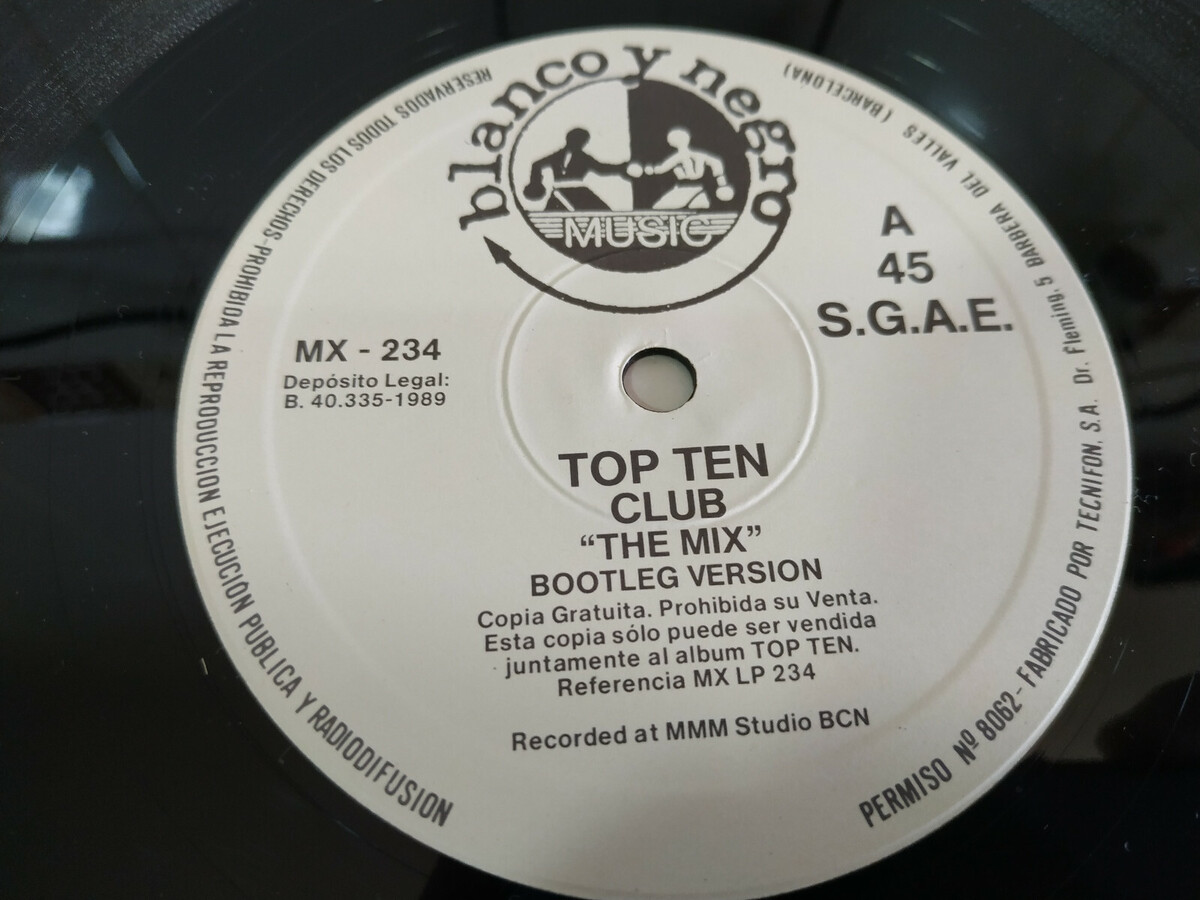 blanco y negro
MUSIC
A
45
S.G.A.E.
MX - 234
Depósito Legal:
B. 40.335-1989
TOP TEN
CLUB
“THE MIX”
BOOTLEG VERSION
Copia Gratuita. Prohibida su Venta.
Esta copia sólo puede ser vendida
juntamente al album TOP TEN.
Referencia MX LP 234
Recorded at MMM Studio BCN
RESERVADOS TODOS LOS DERECHOS-PROHIBIDA LA REPRODUCCION EJECUCIÓN PUBLICA Y RADIODIFUSION
PERMISO Nº 8062-FABRICADO POR TECNIFON, S.A. Dr. Fleming, 5 BARBERA DEL VALLES (BARCELONA)